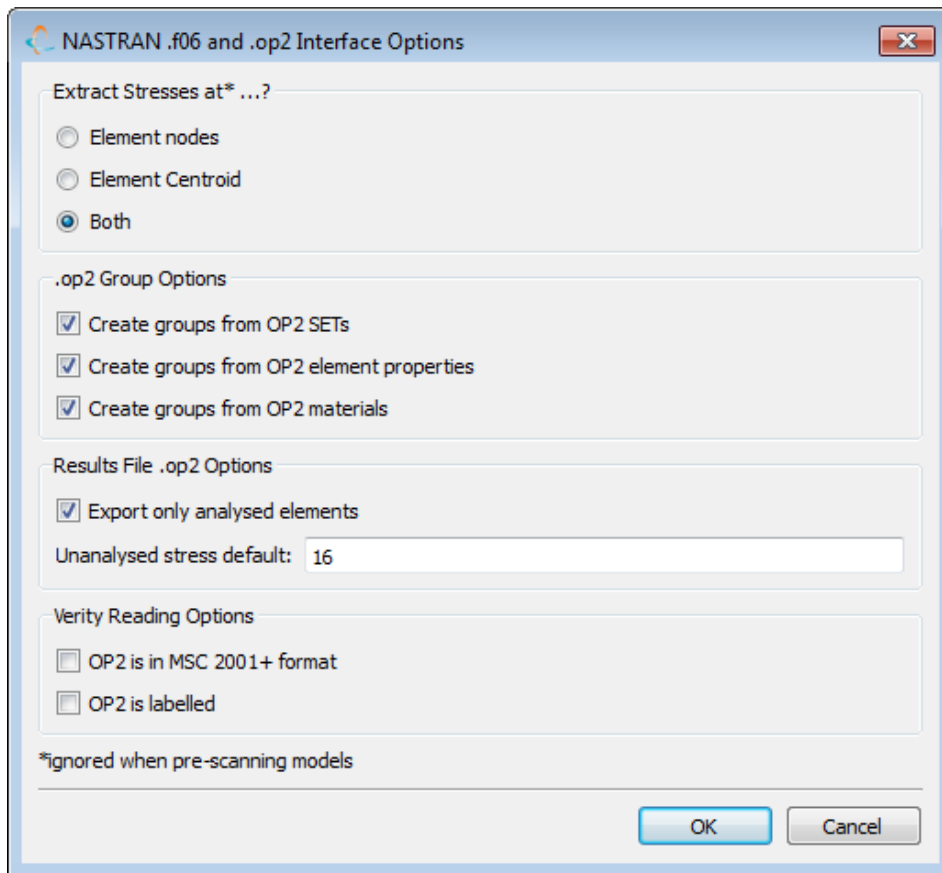 NASTRAN .f06 and .op2 Interface Options
Extract Stresses at* ...?
Element nodes
Element Centroid
Both
.op2 Group Options
Create groups from OP2 SETs
Create groups from OP2 element properties
Create groups from OP2 materials
Results File .op2 Options
Export only analysed elements
Unanalysed stress default: 16
Verity Reading Options
OP2 is in MSC 2001+ format
OP2 is labelled
*ignored when pre-scanning models
OK Cancel